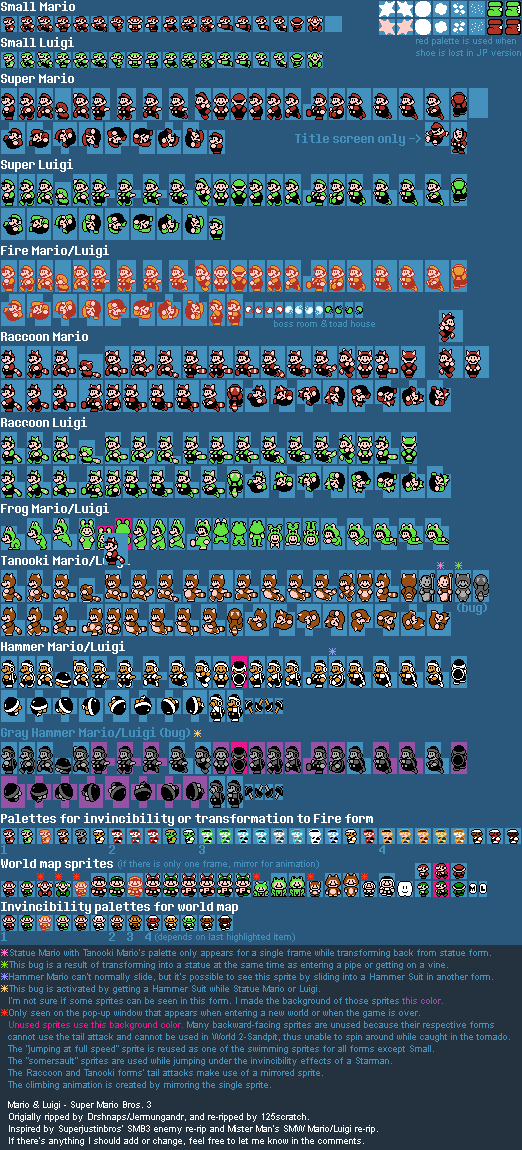 Small Mario
Small Luigi
red palette is used when
shoe is lost in JP version
Super Mario
Title screen only ->
Super Luigi
Fire Mario/Luigi
boss room & toad house
Raccoon Mario
Raccoon Luigi
Frog Mario/Luigi
Tanooki Mario/L
(bug)
Hammer Mario/Luigi
Gray Hammer Mario/Luigi (bug)
Palettes for invincibility or transformation to Fire form
1 2 3 4
World map sprites (if there is only one frame, mirror for animation)
Invincibility palettes for world map
1 2 3 4 (depends on last highlighted item)
Statue Mario with Tanooki Mario's palette only appears for a single frame while transforming back from statue form.
This bug is a result of transforming into a statue at the same time as entering a pipe or getting on a vine.
Hammer Mario can't normally slide, but it's possible to see this sprite by sliding into a Hammer Suit in another form.
This bug is activated by getting a Hammer Suit while Statue Mario or Luigi.
I'm not sure if some sprites can be seen in this form. I made the background of those sprites this color.
Only seen on the pop-up window that appears when entering a new world or when the game is over.
Unused sprites use this background color. Many backward-facing sprites are unused because their respective forms
cannot use the tail attack and cannot be used in World 2-Sandpit, thus unable to spin around while caught in the tornado.
The "jumping at full speed" sprite is reused as one of the swimming sprites for all forms except Small.
The "somersault" sprites are used while jumping under the invincibility effects of a Starman.
The Raccoon and Tanooki forms' tail attacks make use of a mirrored sprite.
The climbing animation is created by mirroring the single sprite.
Mario & Luigi - Super Mario Bros. 3
Origially ripped by Drshnaps/Jermungandr, and re-ripped by 125scratch.
Inspired by Superjustinbros' SMB3 enemy re-rip and Mister Man's SMW Mario/Luigi re-rip.
If there's anything I should add or change, feel free to let me know in the comments.